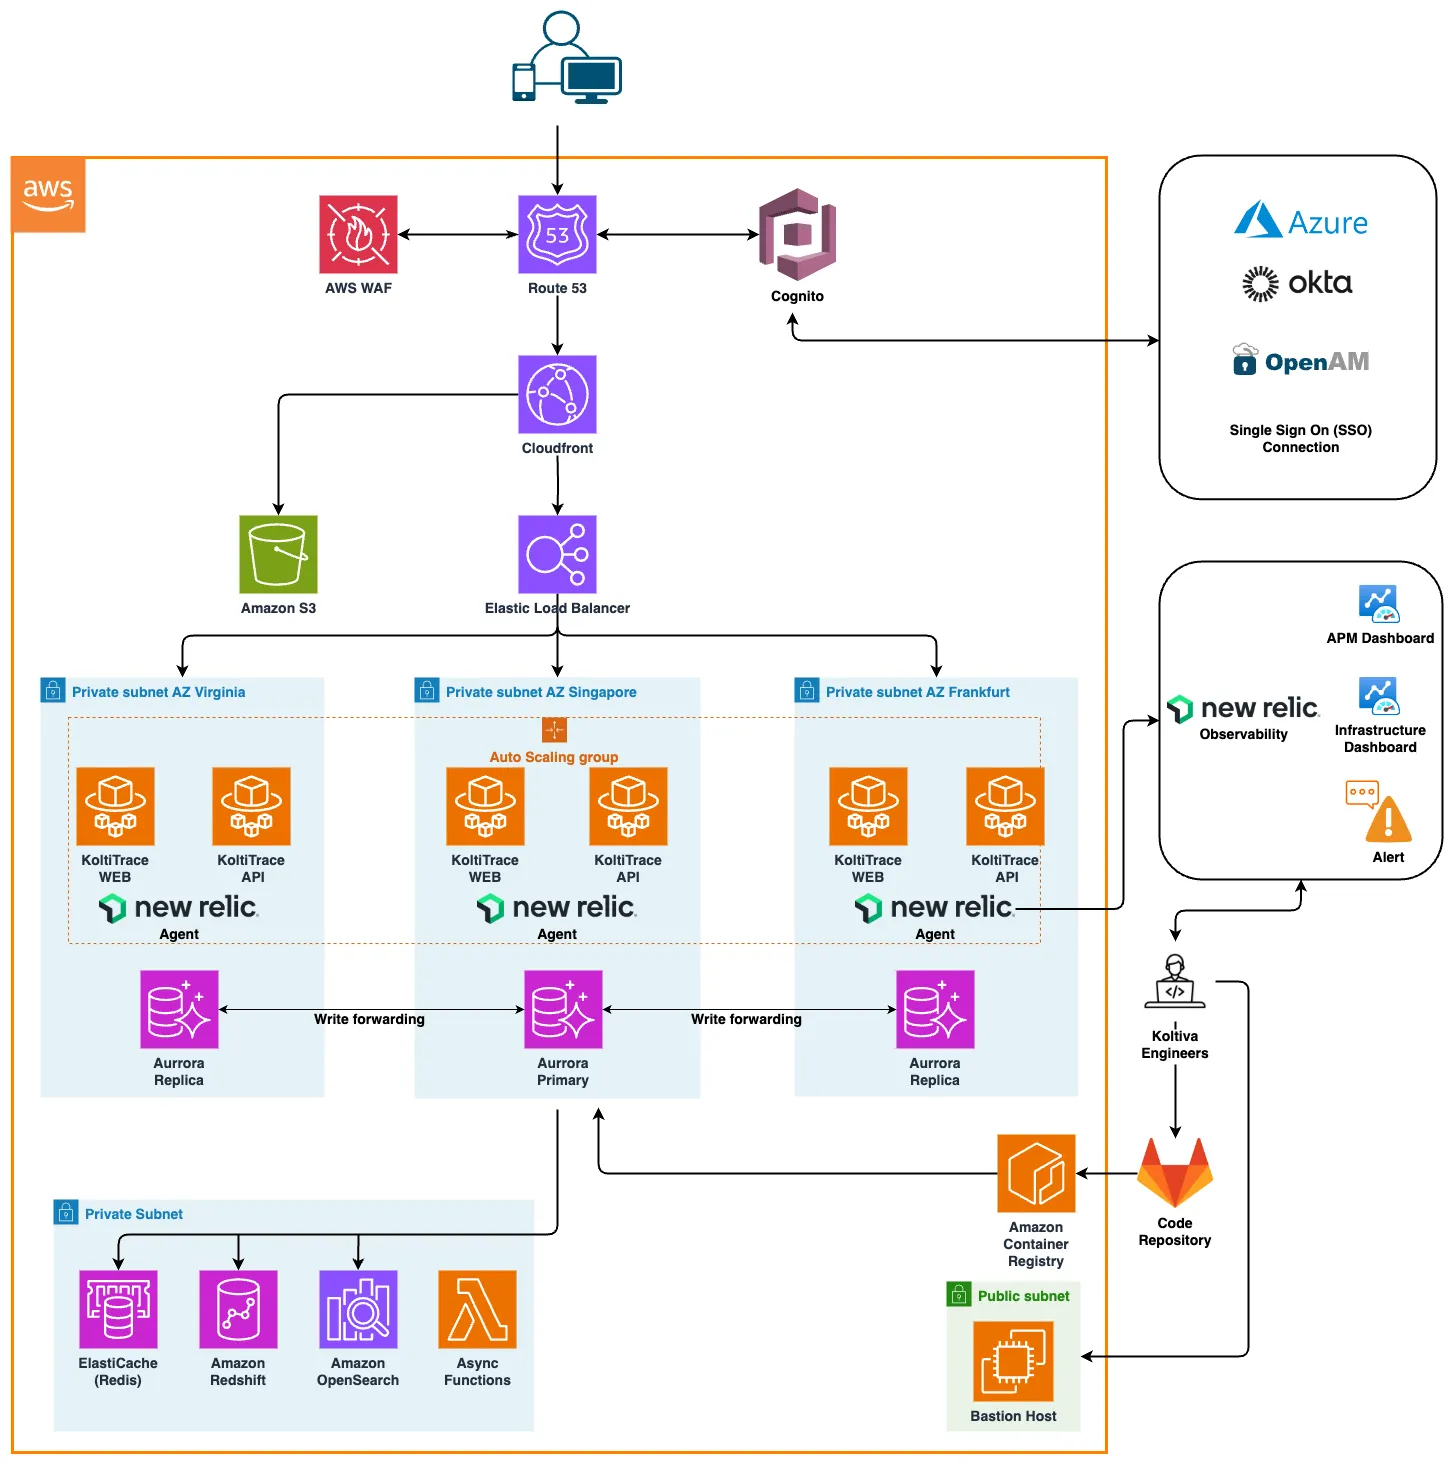 aws
AWS WAF
53
Route 53
Cognito
Azure
okta
OpenAM
Single Sign On (SSO)
Connection
Cloudfront
Amazon S3
Elastic Load Balancer
Private subnet AZ Virginia
Private subnet AZ Singapore
Private subnet AZ Frankfurt
Auto Scaling group
KoltiTrace
WEB
KoltiTrace
API
KoltiTrace
WEB
KoltiTrace
API
KoltiTrace
WEB
KoltiTrace
API
new relic.
Agent
new relic.
Agent
new relic.
Agent
new relic.
Observability
APM Dashboard
Infrastructure
Dashboard
Alert
Write forwarding
Write forwarding
Aurrora
Replica
Aurrora
Primary
Aurrora
Replica
</>
Koltiva
Engineers
Code
Repository
Amazon
Container
Registry
Private Subnet
ElastiCache
(Redis)
Amazon
Redshift
Amazon
OpenSearch
Async
Functions
Public subnet
Bastion Host